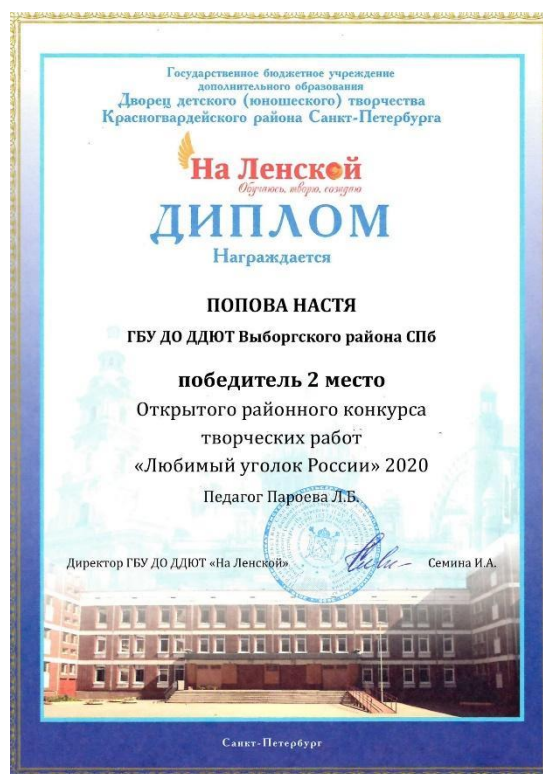 Государственное бюджетное учреждение
дополнительного образования
Дворец детского (юношеского) творчества
Красногвардейского района Санкт-Петербурга
На Ленской
Обучаюсь, творю, созидаю
ДИПЛОМ
Награждается
ПОПОВА НАСТЯ
ГБУ ДО ДДЮТ Выборгского района СПб
победитель 2 место
Открытого районного конкурса
творческих работ
«Любимый уголок России» 2020
Педагог Пароева Л.Б.
Директор ГБУ ДО ДДЮТ «На Ленской» Семина И.А.
Санкт-Петербург